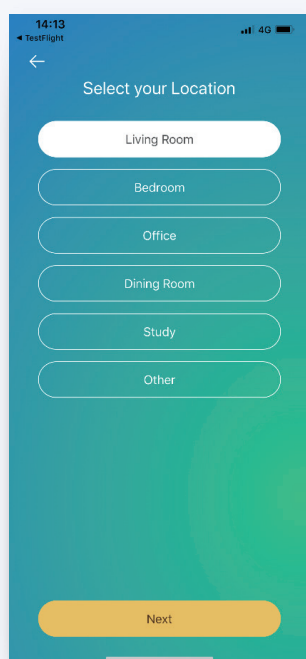 14:13
4G
◀ TestFlight
Select your Location
Living Room
Bedroom
Office
Dining Room
Study
Other
Next